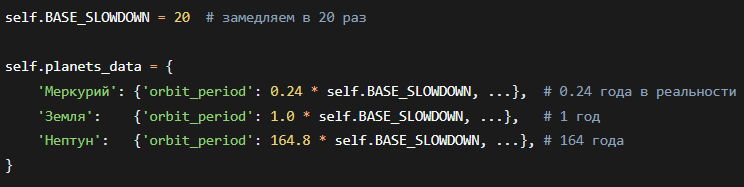 self.BASE_SLOWDOWN = 20  # замедляем в 20 раз
self.planets_data = {
    'Меркурий': {'orbit_period': 0.24 * self.BASE_SLOWDOWN, ...},  # 0.24 года в реальности
    'Земля':    {'orbit_period': 1.0 * self.BASE_SLOWDOWN, ...},   # 1 год
    'Нептун':   {'orbit_period': 164.8 * self.BASE_SLOWDOWN, ...}, # 164 года
}